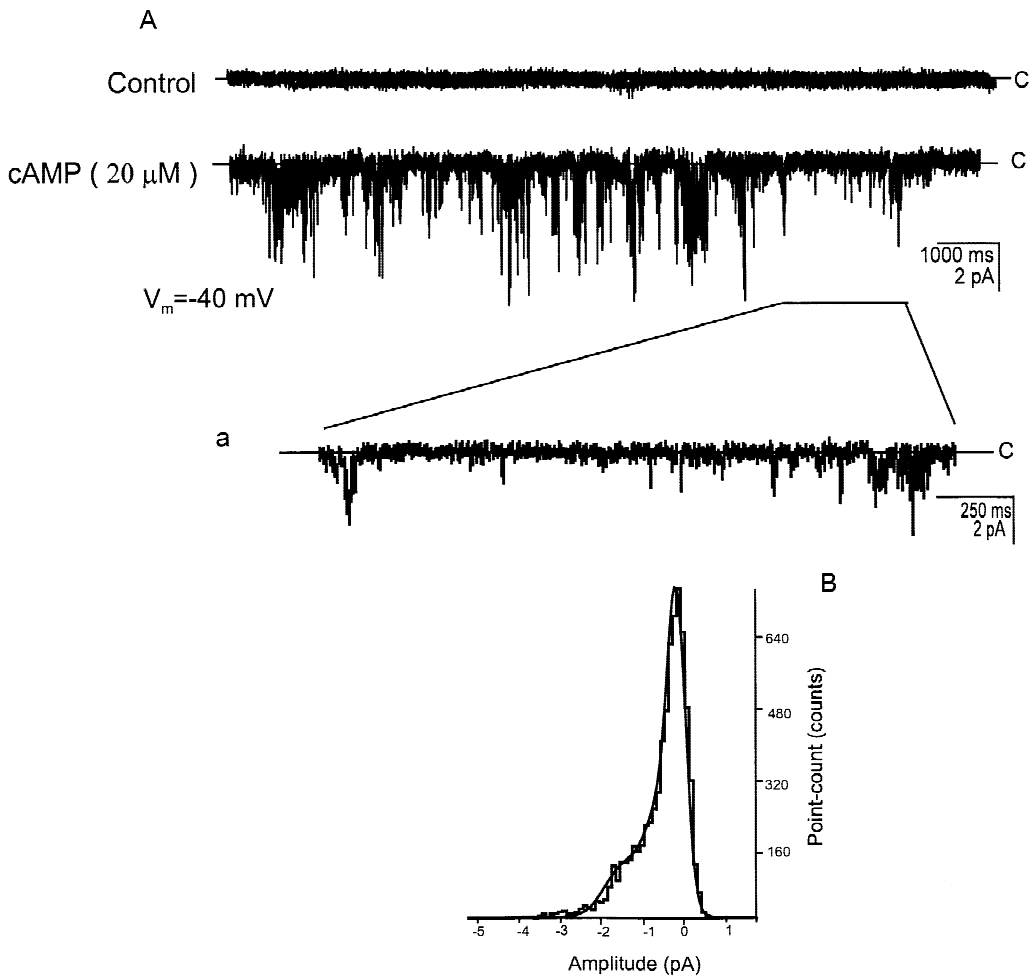 A
Control
C
cAMP ( 20 μM )
C
1000 ms
2 pA
Vm=-40 mV
a
C
250 ms
2 pA
B
640
480
320
160
Point-count (counts)
-5 -4 -3 -2 -1 0 1
Amplitude (pA)